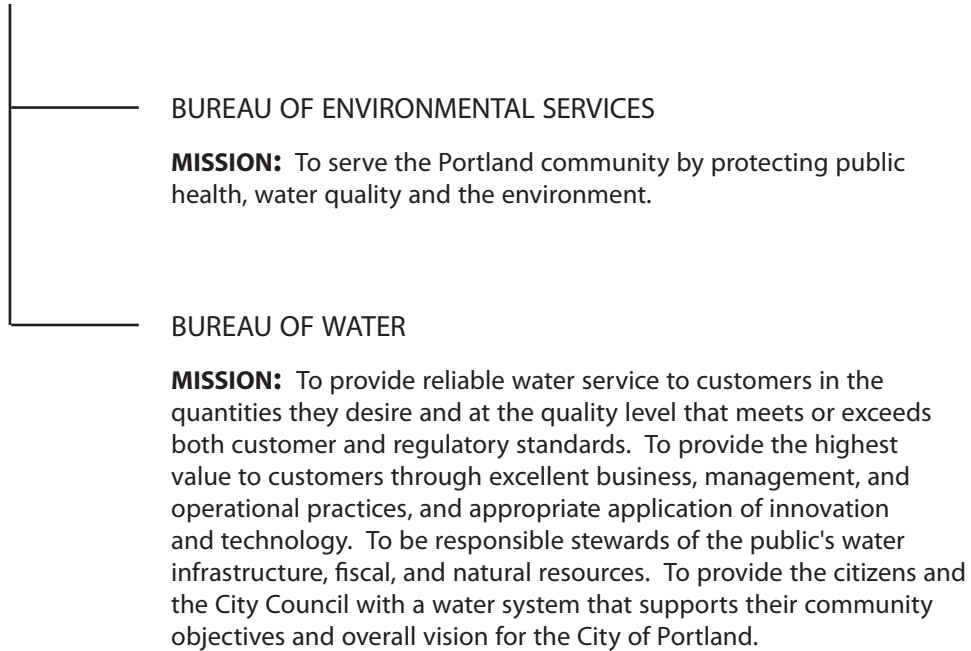 BUREAU OF ENVIRONMENTAL SERVICES
MISSION: To serve the Portland community by protecting public
health, water quality and the environment.
BUREAU OF WATER
MISSION: To provide reliable water service to customers in the
quantities they desire and at the quality level that meets or exceeds
both customer and regulatory standards. To provide the highest
value to customers through excellent business, management, and
operational practices, and appropriate application of innovation
and technology. To be responsible stewards of the public's water
infrastructure, fiscal, and natural resources. To provide the citizens and
the City Council with a water system that supports their community
objectives and overall vision for the City of Portland.